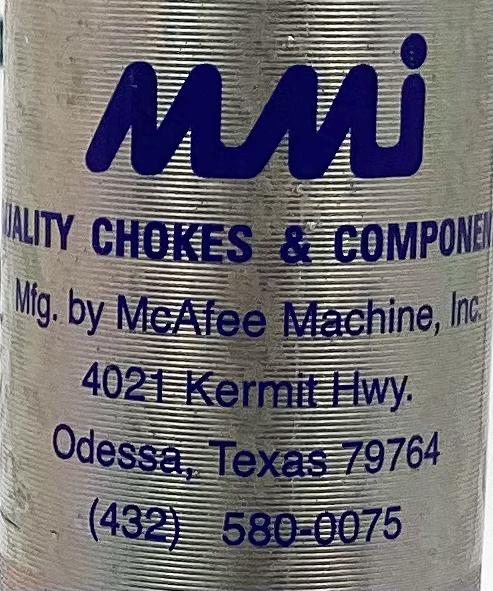 mmi
UALITY CHOKES & COMPONEN
Mfg. by McAfee Machine, Inc.
4021 Kermit Hwy.
Odessa, Texas 79764
(432) 580-0075